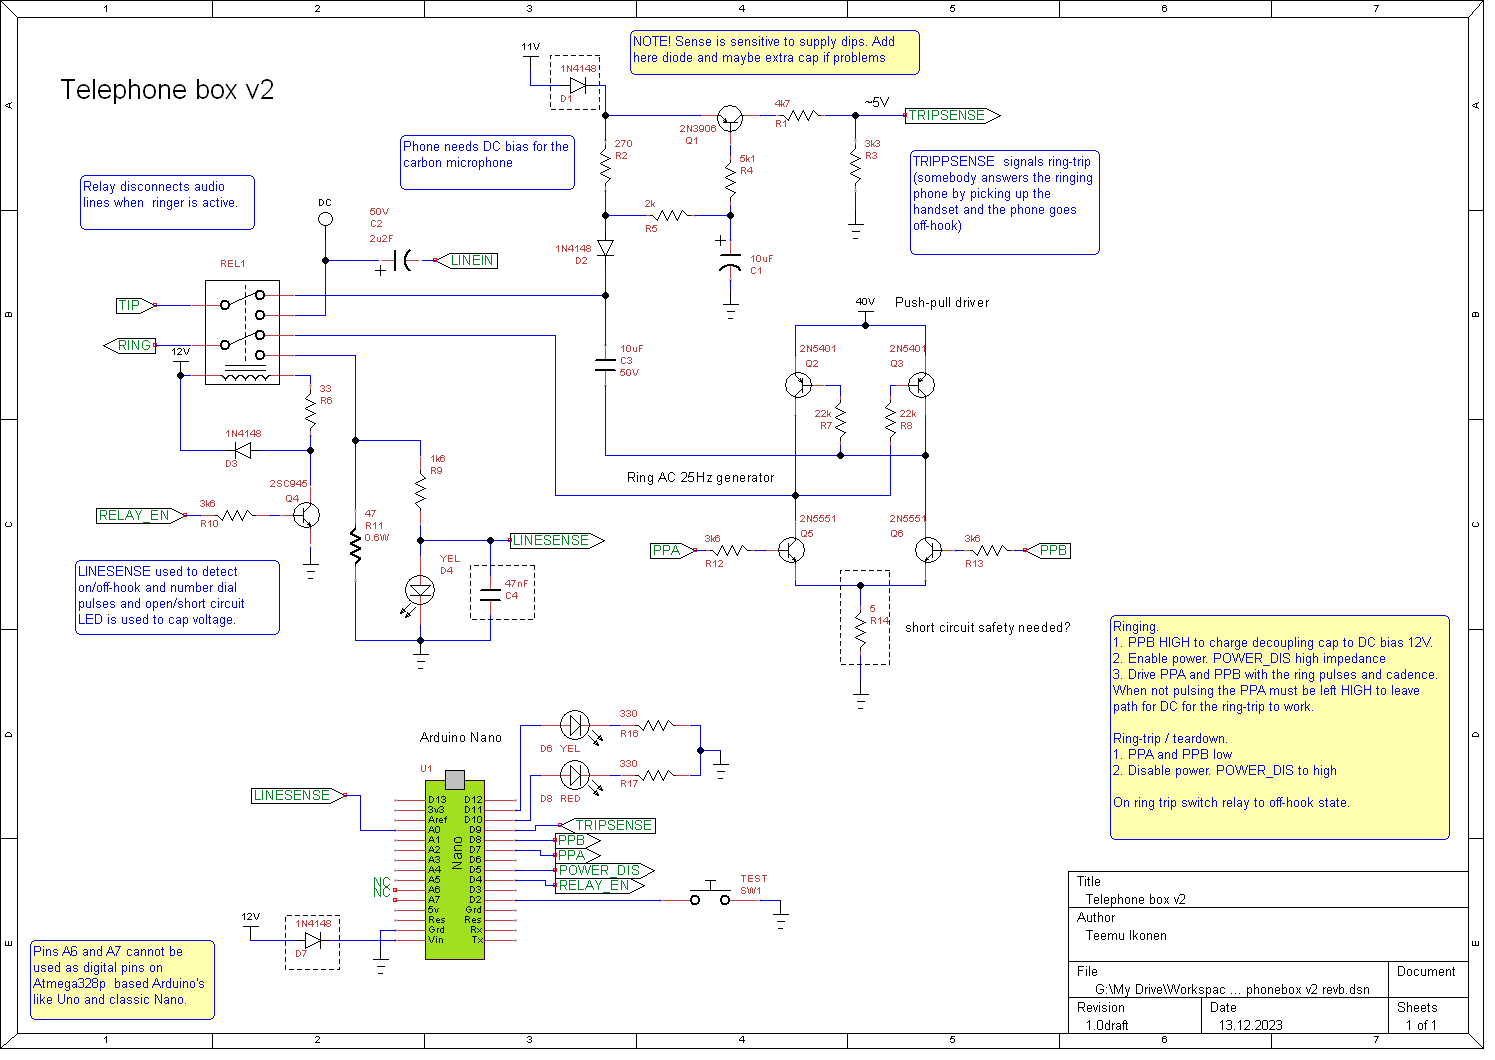 1 2 3 4 5 6 7
A
B
C
D
E
A
B
C
D
E
Telephone box v2
NOTE! Sense is sensitive to supply dips. Add
here diode and maybe extra cap if problems
11V
1N4148
D1
2N3906
Q1
4k7
R1
~5V
TRIPSENSE
Phone needs DC bias for the
carbon microphone
270
R2
5k1
R4
3k3
R3
TRIPPSENSE signals ring-trip
(somebody answers the ringing
phone by picking up the
handset and the phone goes
off-hook)
Relay disconnects audio
lines when ringer is active.
DC
50V
C2
2u2F
+
LINEIN
2k
R5
1N4148
D2
+
10uF
C1
REL1
TIP
RING
12V
40V
Push-pull driver
10uF
C3
50V
2N5401
Q2
2N5401
Q3
22k
R7
22k
R8
33
R6
1N4148
D3
2SC945
Q4
RELAY_EN
3k6
R10
1k6
R9
47
R11
0.6W
LINESENSE
YEL
D4
47nF
C4
Ring AC 25Hz generator
2N5551
Q5
2N5551
Q6
PPA
3k6
R12
3k6
R13
PPB
5
R14
short circuit safety needed?
LINESENSE used to detect
on/off-hook and number dial
pulses and open/short circuit
LED is used to cap voltage.
Ringing.
1. PPB HIGH to charge decoupling cap to DC bias 12V.
2. Enable power. POWER_DIS high impedance
3. Drive PPA and PPB with the ring pulses and cadence.
When not pulsing the PPA must be left HIGH to leave
path for DC for the ring-trip to work.
Ring-trip / teardown.
1. PPA and PPB low
2. Disable power. POWER_DIS to high
On ring trip switch relay to off-hook state.
Arduino Nano
U1
D6 YEL
330
R16
D8 RED
330
R17
LINESENSE
D13 D12
3v3 D11
Aref D10
A0 D9
A1 D8
A2 D7
A3 D6
A4 D5
A5 D4
A6 D3
A7 D2
5v Grd
Res Res
Grd Rx
Vin Tx
Nano
NC
NC
TRIPSENSE
PPB
PPA
POWER_DIS
RELAY_EN
TEST
SW1
12V
1N4148
D7
Pins A6 and A7 cannot be
used as digital pins on
Atmega328p based Arduino's
like Uno and classic Nano.
Title
Telephone box v2
Author
Teemu Ikonen
File
G:\My Drive\Workspac ... phonebox v2 revb.dsn
Document
Revision
1.0draft
Date
13.12.2023
Sheets
1 of 1
1 2 3 4 5 6 7